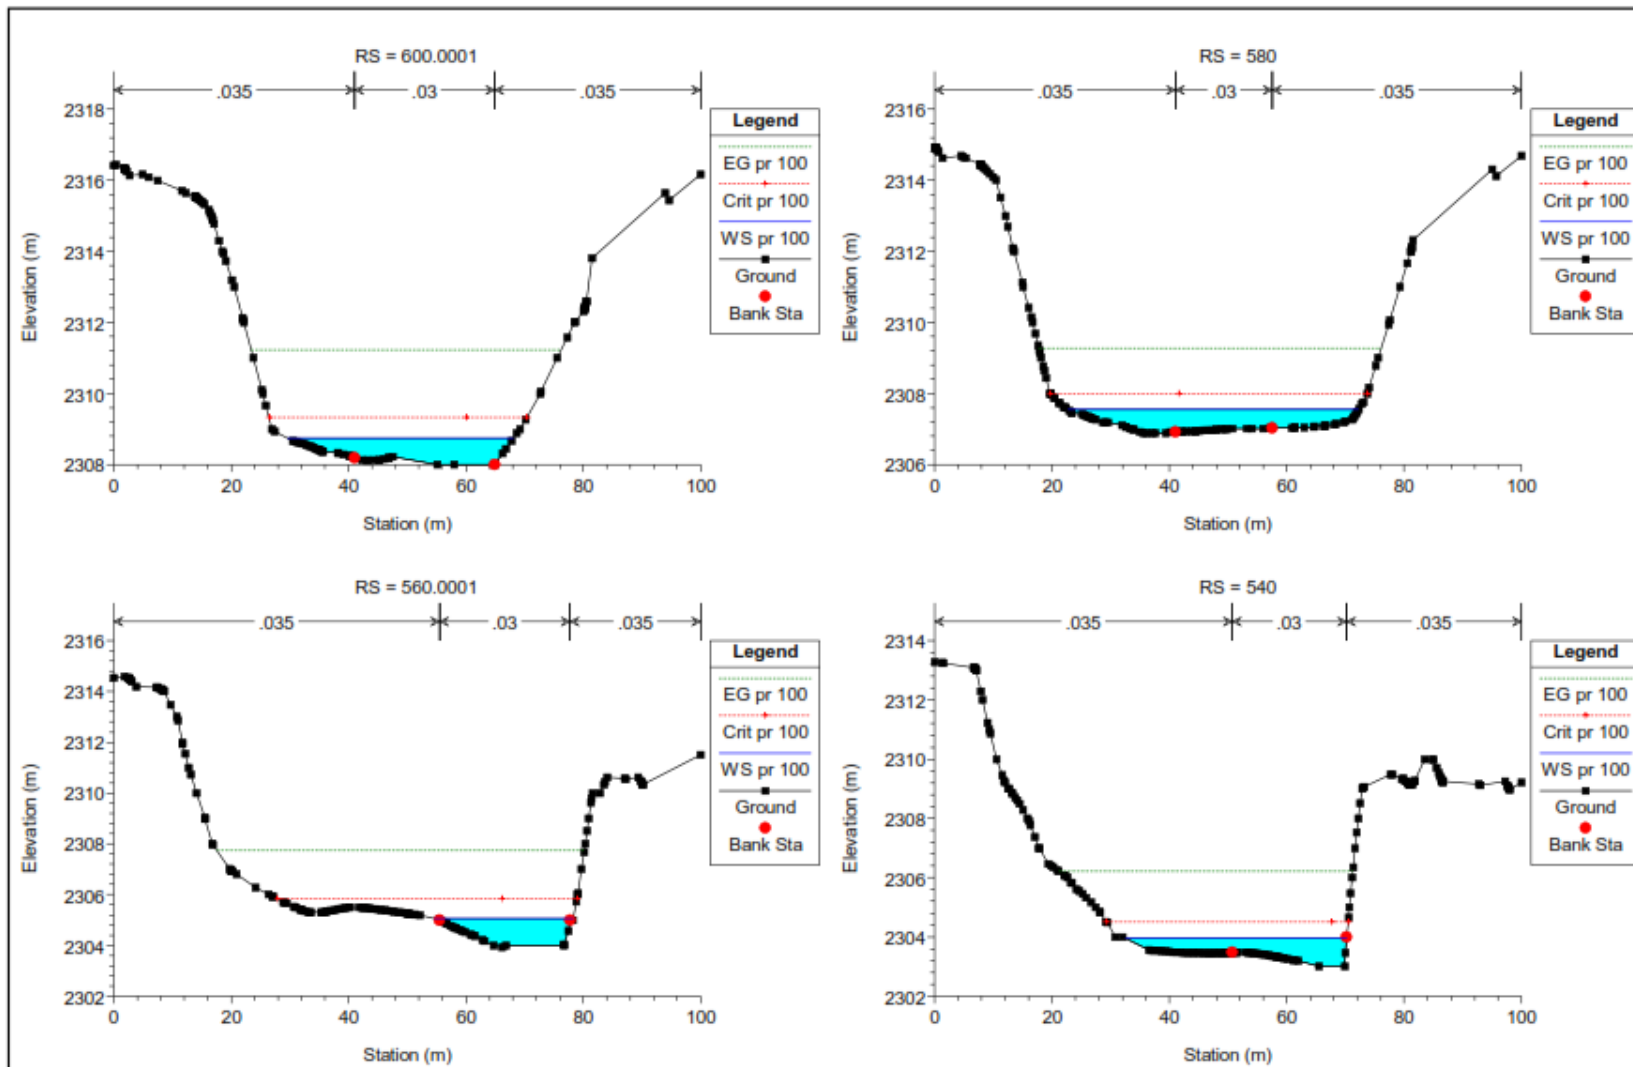 RS = 600.0001
.035 .03 .035
2318
2316
2314
2312
2310
2308
0 20 40 60 80 100
Elevation (m)
Station (m)
Legend
EG pr 100
Crit pr 100
WS pr 100
Ground
Bank Sta
RS = 580
.035 .03 .035
2316
2314
2312
2310
2308
2306
0 20 40 60 80 100
Elevation (m)
Station (m)
Legend
EG pr 100
Crit pr 100
WS pr 100
Ground
Bank Sta
RS = 560.0001
.035 .03 .035
2316
2314
2312
2310
2308
2306
2304
2302
0 20 40 60 80 100
Elevation (m)
Station (m)
Legend
EG pr 100
Crit pr 100
WS pr 100
Ground
Bank Sta
RS = 540
.035 .03 .035
2314
2312
2310
2308
2306
2304
2302
0 20 40 60 80 100
Elevation (m)
Station (m)
Legend
EG pr 100
Crit pr 100
WS pr 100
Ground
Bank Sta